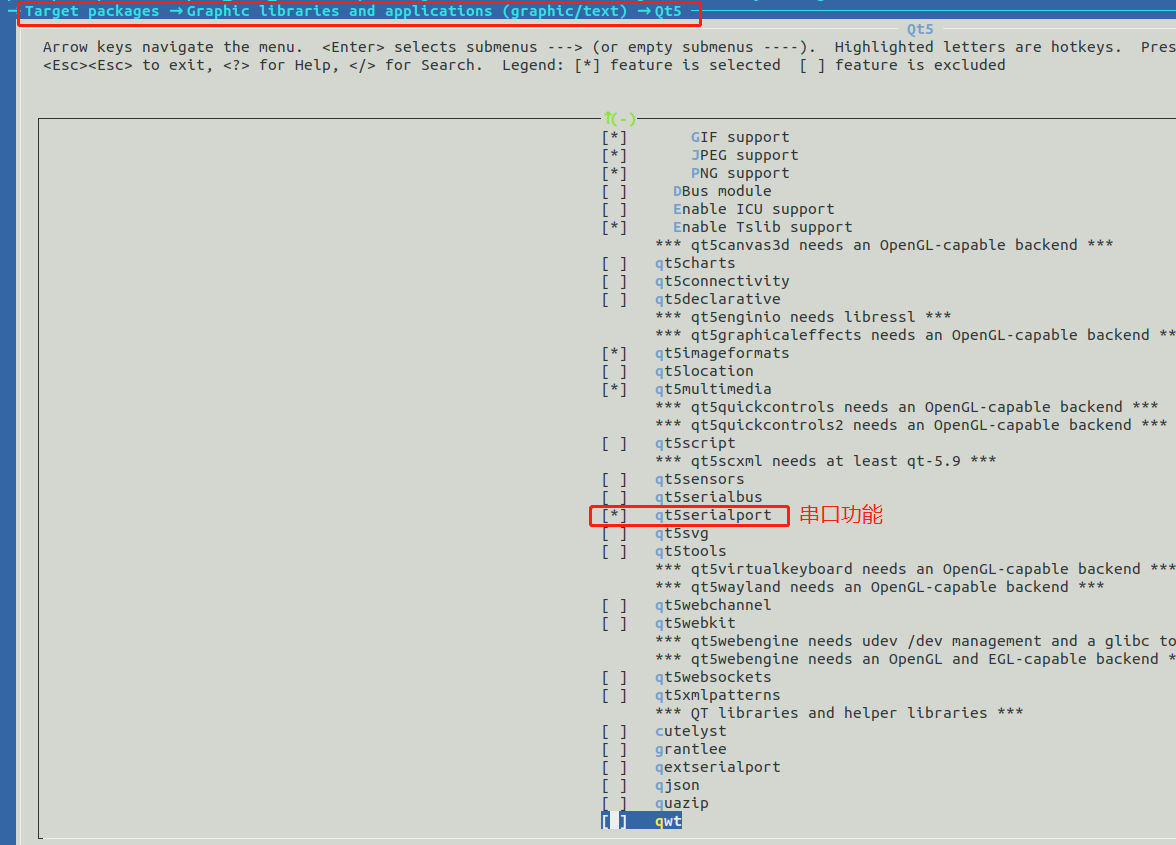 Target packages → Graphic libraries and applications (graphic/text) → Qt5
Qt5
Arrow keys navigate the menu.  <Enter> selects submenus ---> (or empty submenus ----).  Highlighted letters are hotkeys.  Pres
<Esc><Esc> to exit, <?> for Help, </> for Search.  Legend: [*] feature is selected  [ ] feature is excluded
↑(-)
[*] GIF support
[*] JPEG support
[*] PNG support
[ ] DBus module
[ ] Enable ICU support
[*] Enable Tslib support
*** qt5canvas3d needs an OpenGL-capable backend ***
[ ] qt5charts
[ ] qt5connectivity
[ ] qt5declarative
*** qt5enginio needs libressl ***
*** qt5graphicaleffects needs an OpenGL-capable backend **
[*] qt5imageformats
[ ] qt5location
[*] qt5multimedia
*** qt5quickcontrols needs an OpenGL-capable backend ***
*** qt5quickcontrols2 needs an OpenGL-capable backend ***
[ ] qt5script
*** qt5scxml needs at least qt-5.9 ***
[ ] qt5sensors
[ ] qt5serialbus
[*] qt5serialport 串口功能
[ ] qt5svg
[ ] qt5tools
*** qt5virtualkeyboard needs an OpenGL-capable backend ***
*** qt5wayland needs an OpenGL-capable backend ***
[ ] qt5webchannel
[ ] qt5webkit
*** qt5webengine needs udev /dev management and a glibc to
*** qt5webengine needs an OpenGL and EGL-capable backend *
[ ] qt5websockets
[ ] qt5xmlpatterns
*** QT libraries and helper libraries ***
[ ] cutelyst
[ ] grantlee
[ ] qextserialport
[ ] qjson
[ ] quazip
[ ] qwt